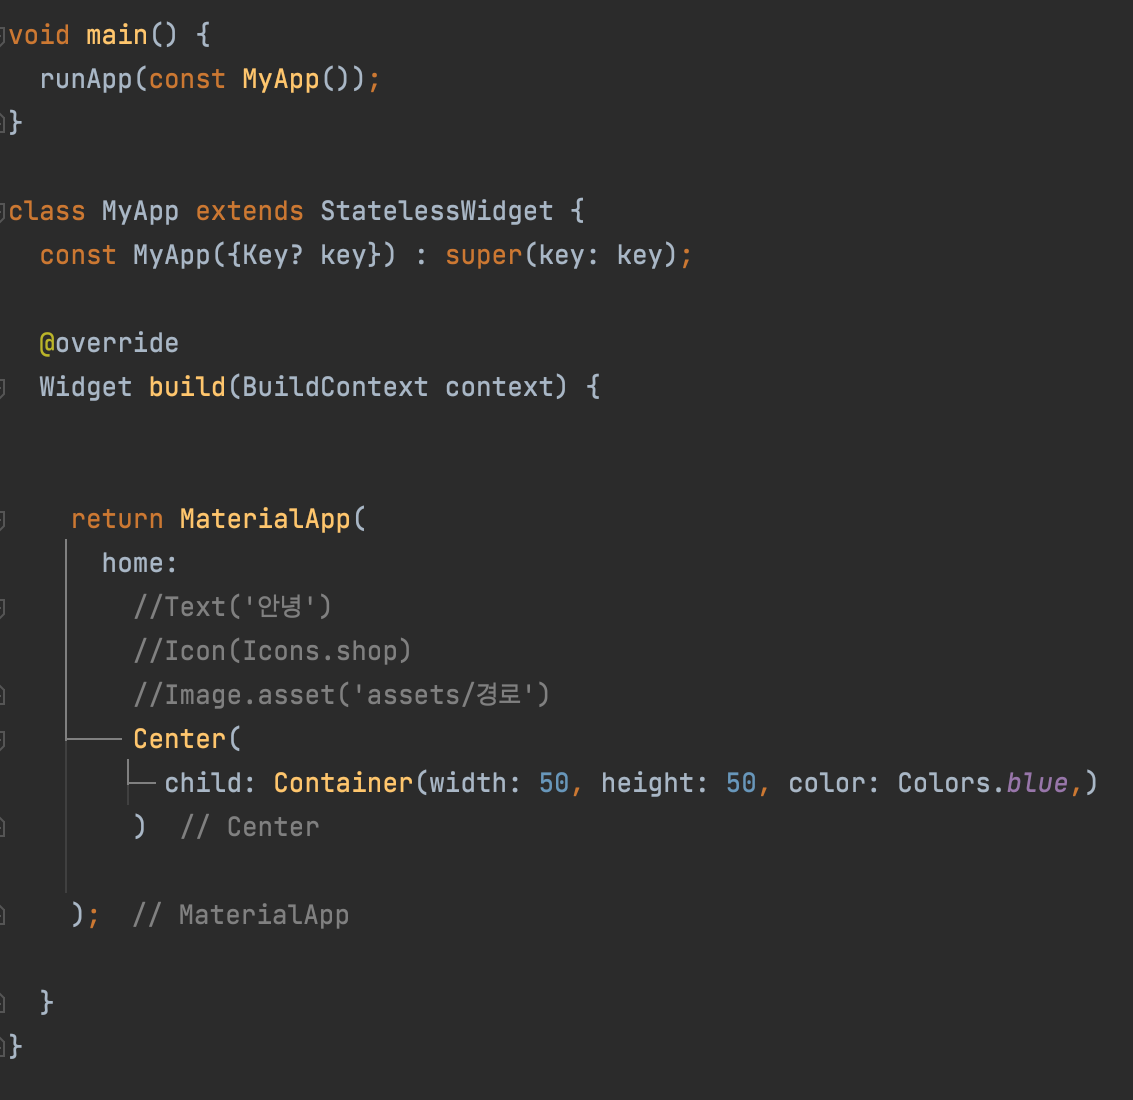 void main() {
  runApp(const MyApp());
}

class MyApp extends StatelessWidget {
  const MyApp({Key? key}) : super(key: key);

  @override
  Widget build(BuildContext context) {


    return MaterialApp(
      home:
        //Text('안녕')
        //Icon(Icons.shop)
        //Image.asset('assets/경로')
        Center(
          child: Container(width: 50, height: 50, color: Colors.blue,)
        )  // Center

    );  // MaterialApp

  }
}